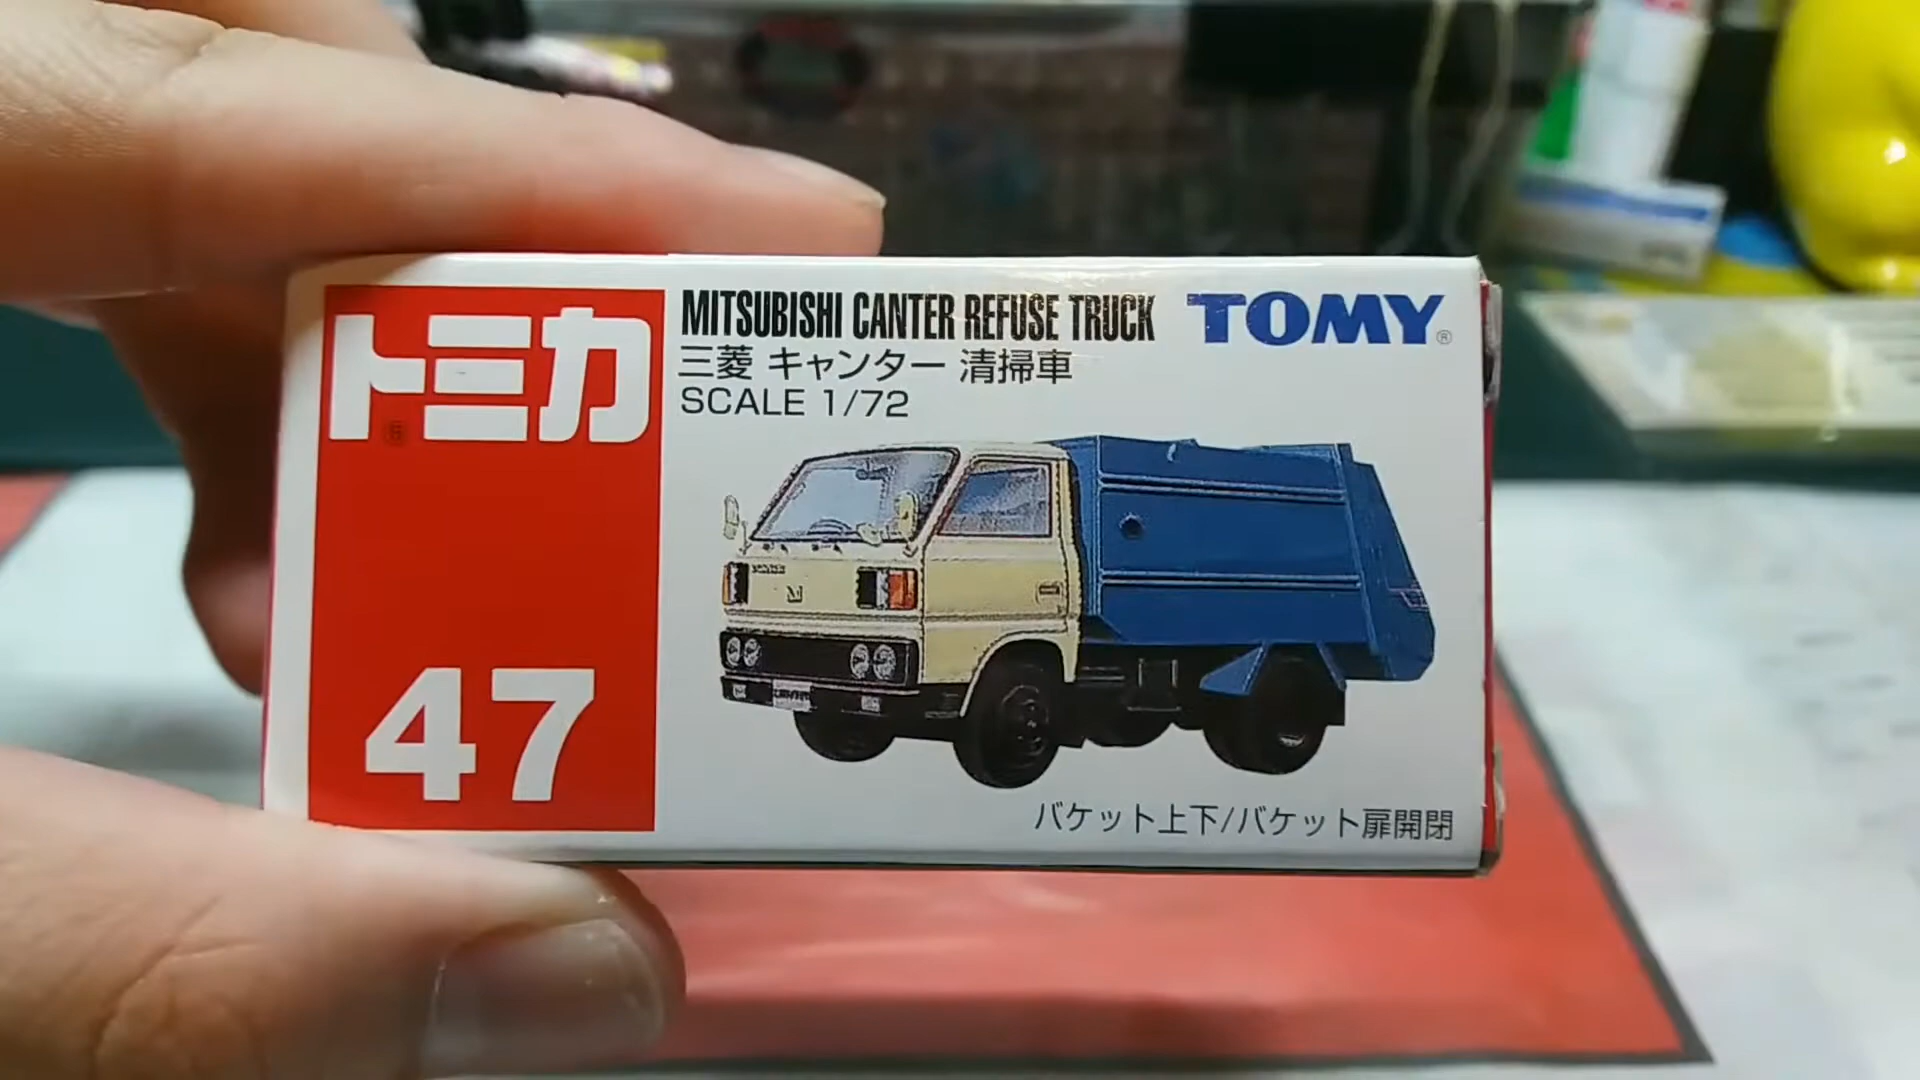 トミカ
47
MITSUBISHI CANTER REFUSE TRUCK
TOMY®
三菱 キャンター 清掃車
SCALE 1/72
バケット上下/バケット扉開閉